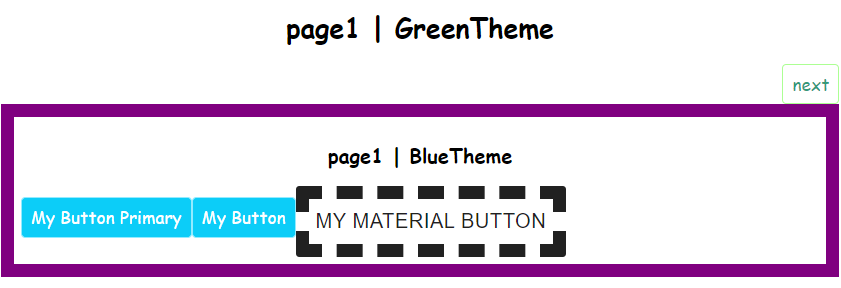 page1 | GreenTheme
next
page1 | BlueTheme
My Button Primary My Button MY MATERIAL BUTTON